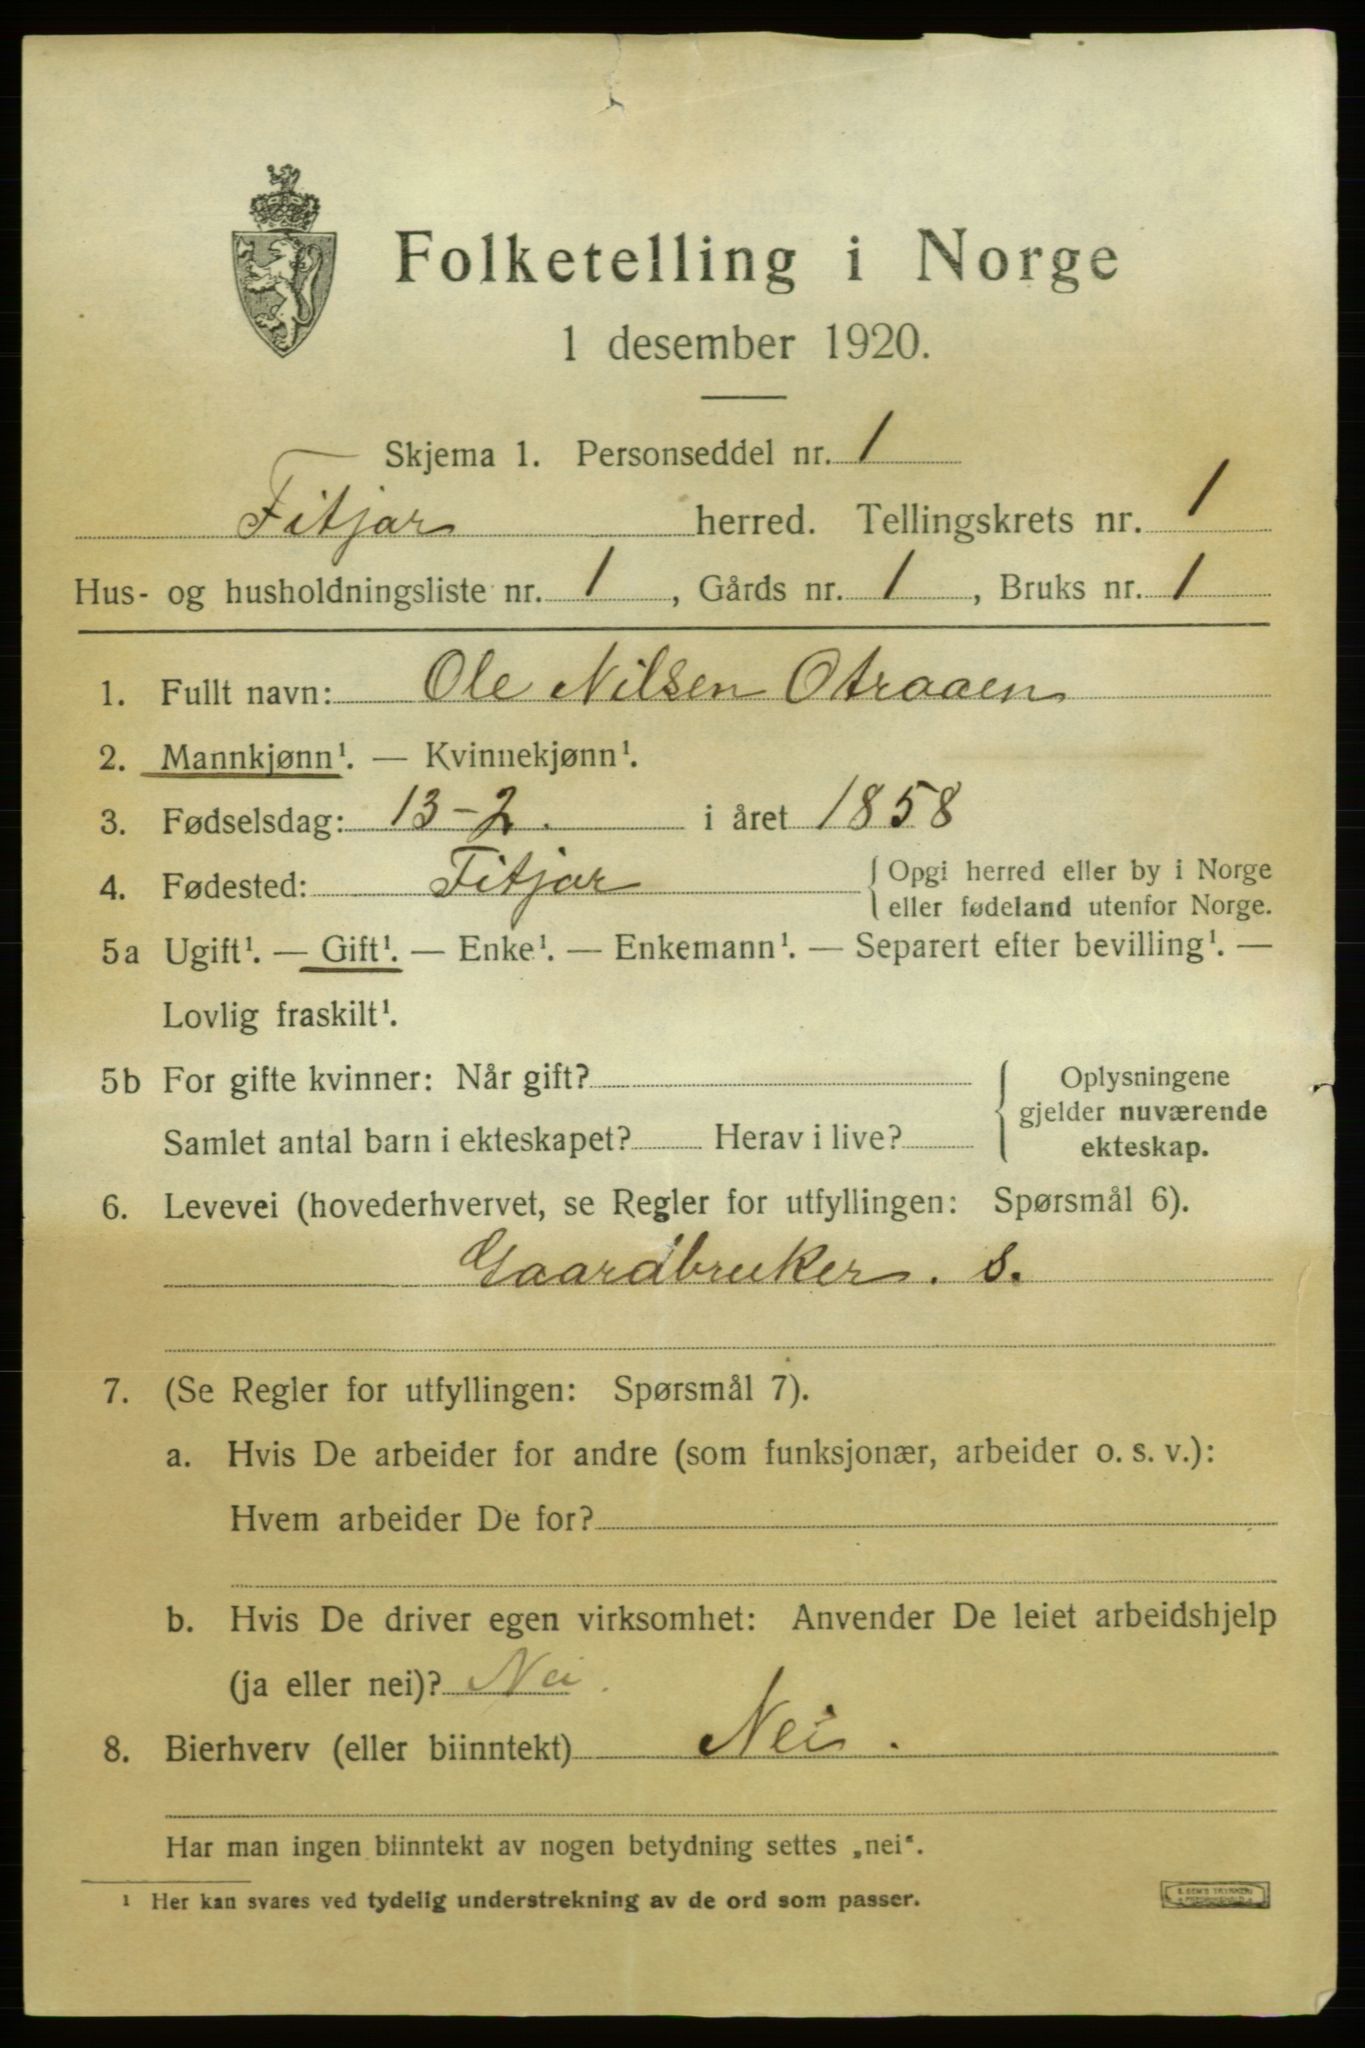 Folketelling i Norge
1 desember 1920.
Skjema 1. Personseddel nr. 1
Fitjar herred. Tellingskrets nr. 1
Hus- og husholdningsliste nr. 1, Gårds nr. 1, Bruks nr. 1
1. Fullt navn: Ole Nilsen Otraaen
2. Mannkjønn¹. — Kvinnekjønn¹.
3. Fødselsdag: 13-2. i året 1858
4. Fødested: Fitjar { Opgi herred eller by i Norge
eller fødeland utenfor Norge.
5a Ugift¹. — Gift¹. — Enke¹. — Enkemann¹. — Separert efter bevilling¹. —
Lovlig fraskilt¹.
5b For gifte kvinner: Når gift? { Oplysningene
gjelder nuværende
Samlet antal barn i ekteskapet? Herav i live? ekteskap.
6. Levevei (hovederhvervet, se Regler for utfyllingen: Spørsmål 6).
Gaardbruker. s.
7. (Se Regler for utfyllingen: Spørsmål 7).
a. Hvis De arbeider for andre (som funksjonær, arbeider o. s. v.):
Hvem arbeider De for?
b. Hvis De driver egen virksomhet: Anvender De leiet arbeidshjelp
(ja eller nei)? Nei.
8. Bierhverv (eller biinntekt) Nei.
Har man ingen biinntekt av nogen betydning settes „nei“.
¹ Her kan svares ved tydelig understrekning av de ord som passer.